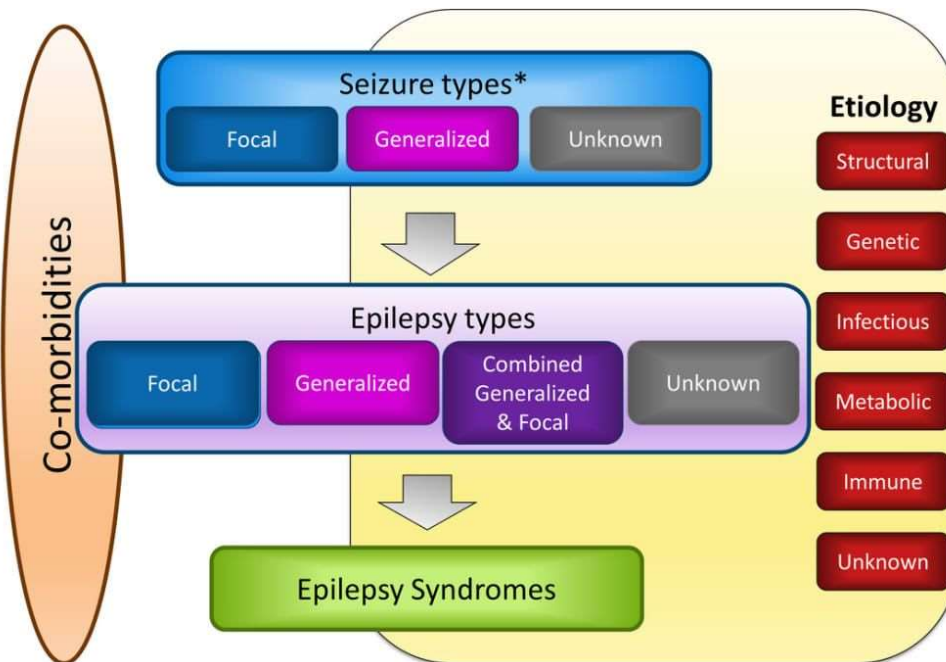 Co-morbidities
Seizure types*
Focal
Generalized
Unknown
Epilepsy types
Focal
Generalized
Combined
Generalized
& Focal
Unknown
Epilepsy Syndromes
Etiology
Structural
Genetic
Infectious
Metabolic
Immune
Unknown